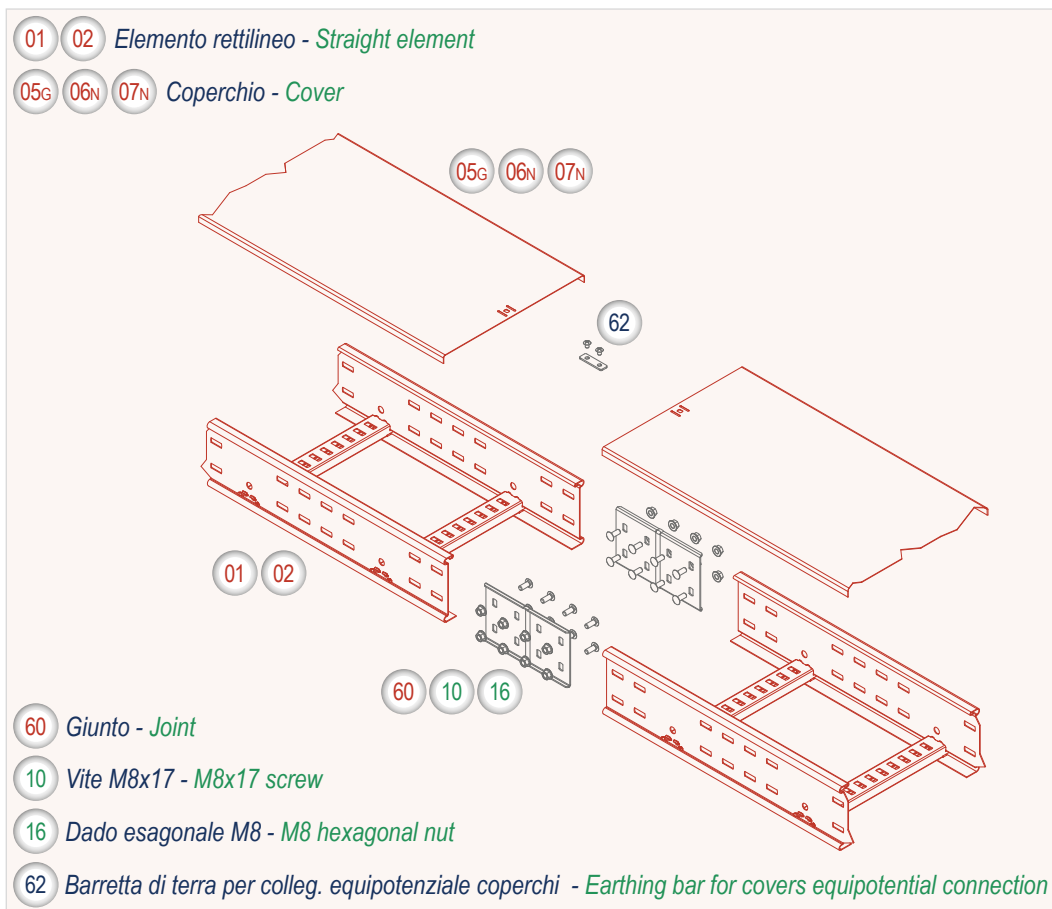 01 02 Elemento rettilineo - Straight element
05G 06N 07N Coperchio - Cover
05G 06N 07N
62
01 02
60 10 16
60 Giunto - Joint
10 Vite M8x17 - M8x17 screw
16 Dado esagonale M8 - M8 hexagonal nut
62 Barretta di terra per colleg. equipotenziale coperchi - Earthing bar for covers equipotential connection